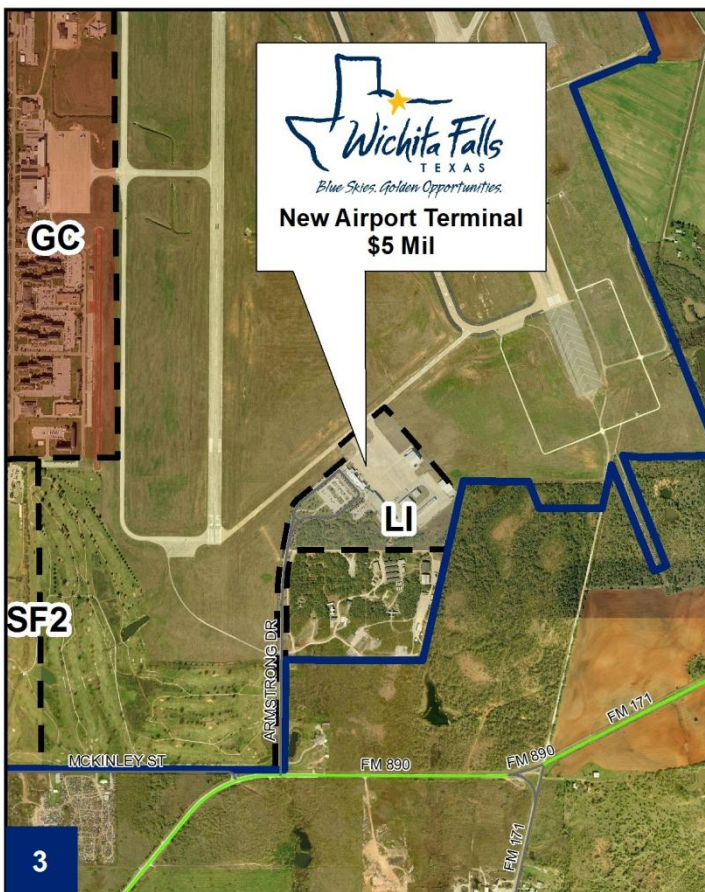 Wichita Falls
TEXAS
Blue Skies. Golden Opportunities.
New Airport Terminal
$5 Mil
GC
LI
SF2
ARMSTRONG DR
MCKINLEY ST
FM 890
FM 890
FM 171
FM 171
3